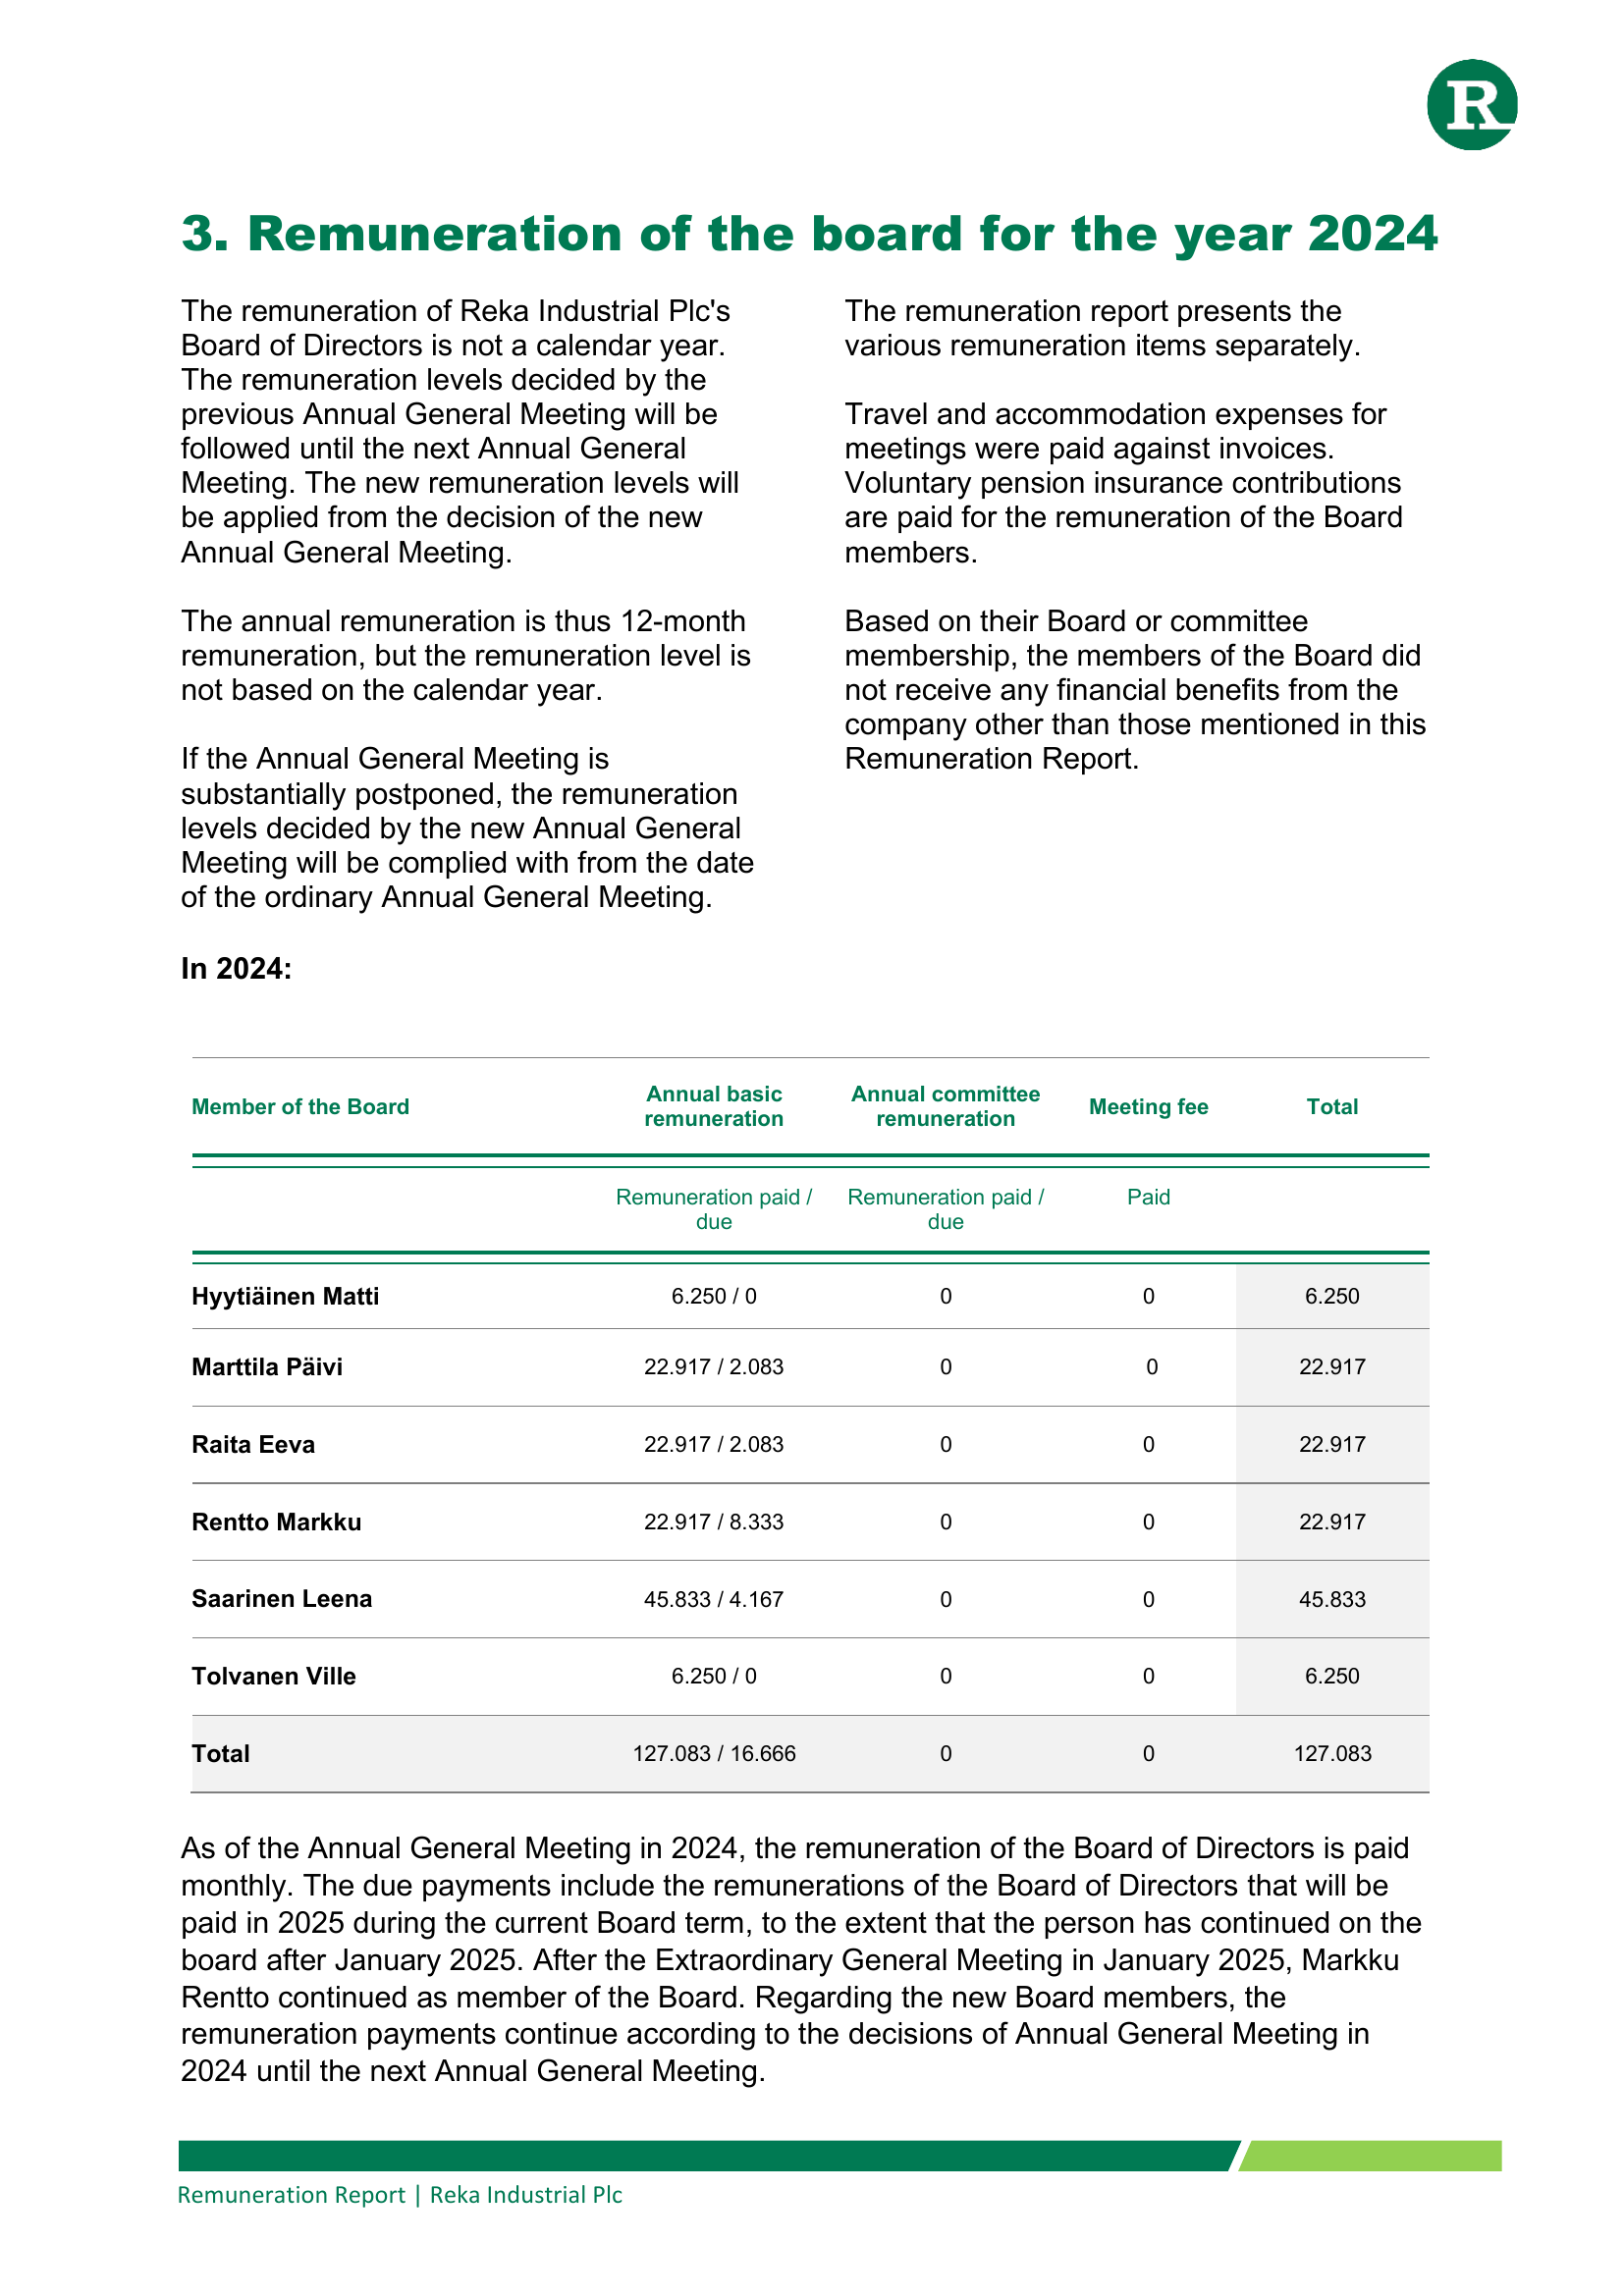 R
3. Remuneration of the board for the year 2024
The remuneration of Reka Industrial Plc's
Board of Directors is not a calendar year.
The remuneration levels decided by the
previous Annual General Meeting will be
followed until the next Annual General
Meeting. The new remuneration levels will
be applied from the decision of the new
Annual General Meeting.
The annual remuneration is thus 12-month
remuneration, but the remuneration level is
not based on the calendar year.
If the Annual General Meeting is
substantially postponed, the remuneration
levels decided by the new Annual General
Meeting will be complied with from the date
of the ordinary Annual General Meeting.
The remuneration report presents the
various remuneration items separately.
Travel and accommodation expenses for
meetings were paid against invoices.
Voluntary pension insurance contributions
are paid for the remuneration of the Board
members.
Based on their Board or committee
membership, the members of the Board did
not receive any financial benefits from the
company other than those mentioned in this
Remuneration Report.
In 2024:
Member of the Board Annual basic remuneration Annual committee remuneration Meeting fee Total
Remuneration paid / due Remuneration paid / due Paid
Hyytiäinen Matti 6.250 / 0 0 0 6.250
Marttila Päivi 22.917 / 2.083 0 0 22.917
Raita Eeva 22.917 / 2.083 0 0 22.917
Rentto Markku 22.917 / 8.333 0 0 22.917
Saarinen Leena 45.833 / 4.167 0 0 45.833
Tolvanen Ville 6.250 / 0 0 0 6.250
Total 127.083 / 16.666 0 0 127.083
As of the Annual General Meeting in 2024, the remuneration of the Board of Directors is paid
monthly. The due payments include the remunerations of the Board of Directors that will be
paid in 2025 during the current Board term, to the extent that the person has continued on the
board after January 2025. After the Extraordinary General Meeting in January 2025, Markku
Rentto continued as member of the Board. Regarding the new Board members, the
remuneration payments continue according to the decisions of Annual General Meeting in
2024 until the next Annual General Meeting.
Remuneration Report | Reka Industrial Plc